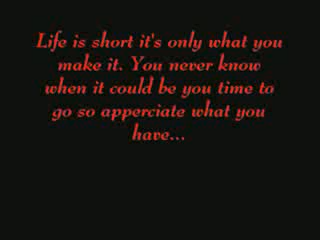 Life is short it's only what you
make it. You never know
when it could be you time to
go so apperciate what you
have...